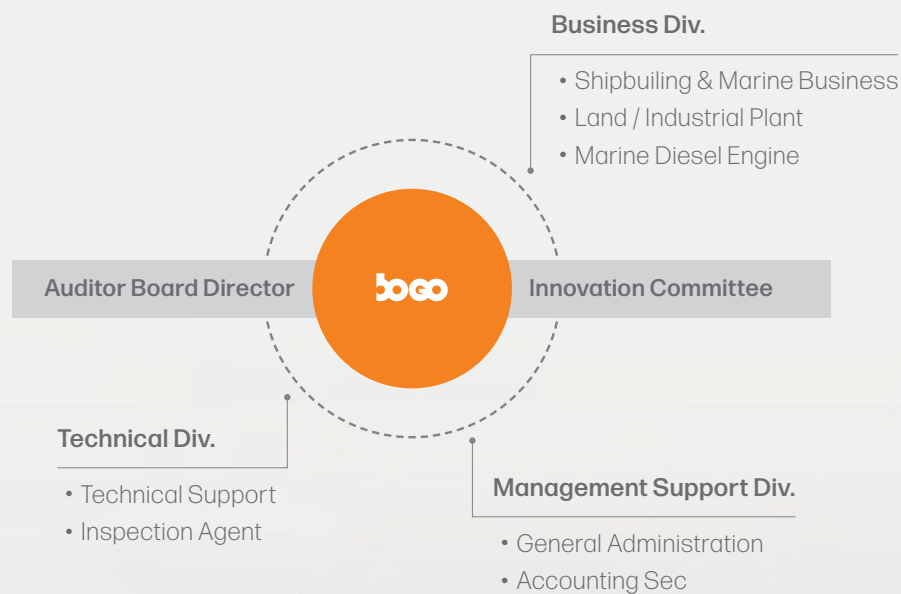 Business Div.
• Shipbuiling & Marine Business
• Land / Industrial Plant
• Marine Diesel Engine
Auditor Board Director
bogo
Innovation Committee
Technical Div.
• Technical Support
• Inspection Agent
Management Support Div.
• General Administration
• Accounting Sec